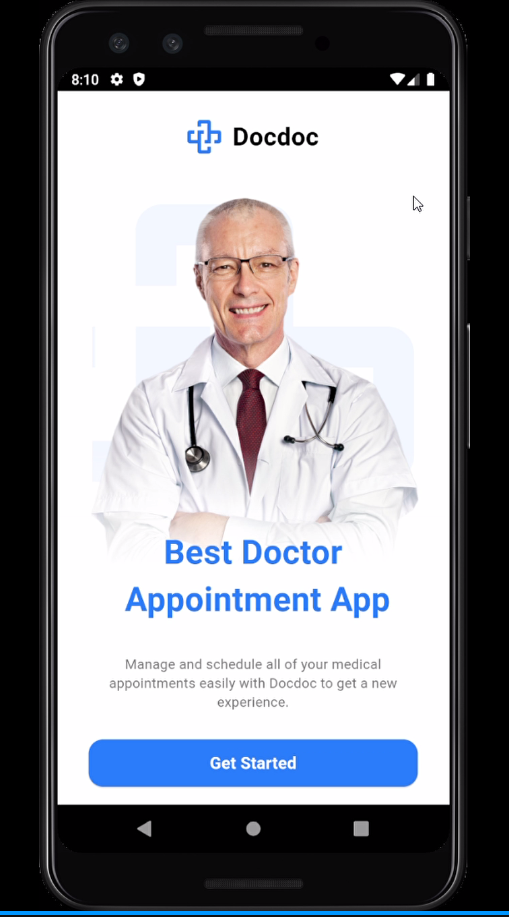 8:10
Docdoc
Best Doctor
Appointment App
Manage and schedule all of your medical
appointments easily with Docdoc to get a new
experience.
Get Started